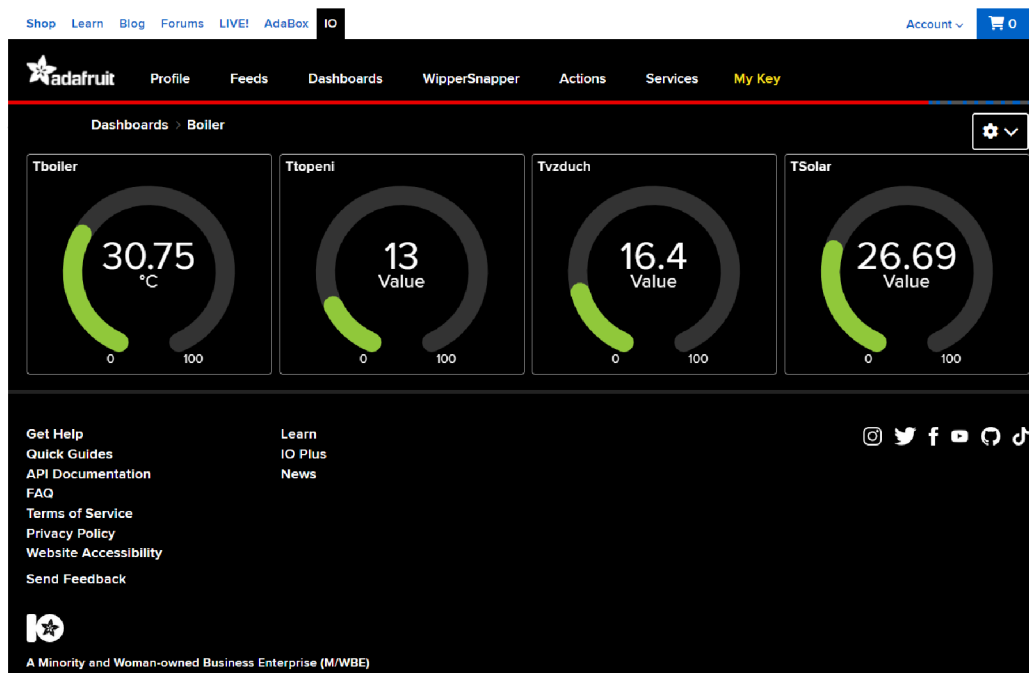 Shop Learn Blog Forums LIVE! AdaBox IO Account 0
adafruit Profile Feeds Dashboards WipperSnapper Actions Services My Key
Dashboards > Boiler
Tboiler
30.75
°C
0 100
Ttopeni
13
Value
0 100
Tvzduch
16.4
Value
0 100
TSolar
26.69
Value
0 100
Get Help
Quick Guides
API Documentation
FAQ
Terms of Service
Privacy Policy
Website Accessibility
Send Feedback
Learn
IO Plus
News
A Minority and Woman-owned Business Enterprise (M/WBE)